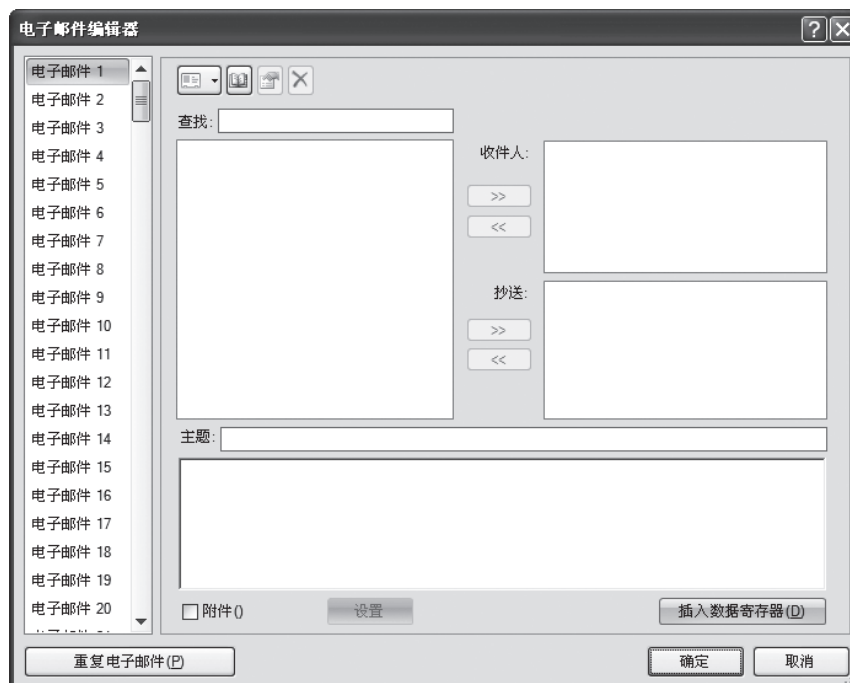 电子邮件编辑器
电子邮件 1
电子邮件 2
电子邮件 3
电子邮件 4
电子邮件 5
电子邮件 6
电子邮件 7
电子邮件 8
电子邮件 9
电子邮件 10
电子邮件 11
电子邮件 12
电子邮件 13
电子邮件 14
电子邮件 15
电子邮件 16
电子邮件 17
电子邮件 18
电子邮件 19
电子邮件 20
查找:
收件人:
>>
<<
抄送:
>>
<<
主题:
附件()
设置
插入数据寄存器(D)
重复电子邮件(P)
确定
取消